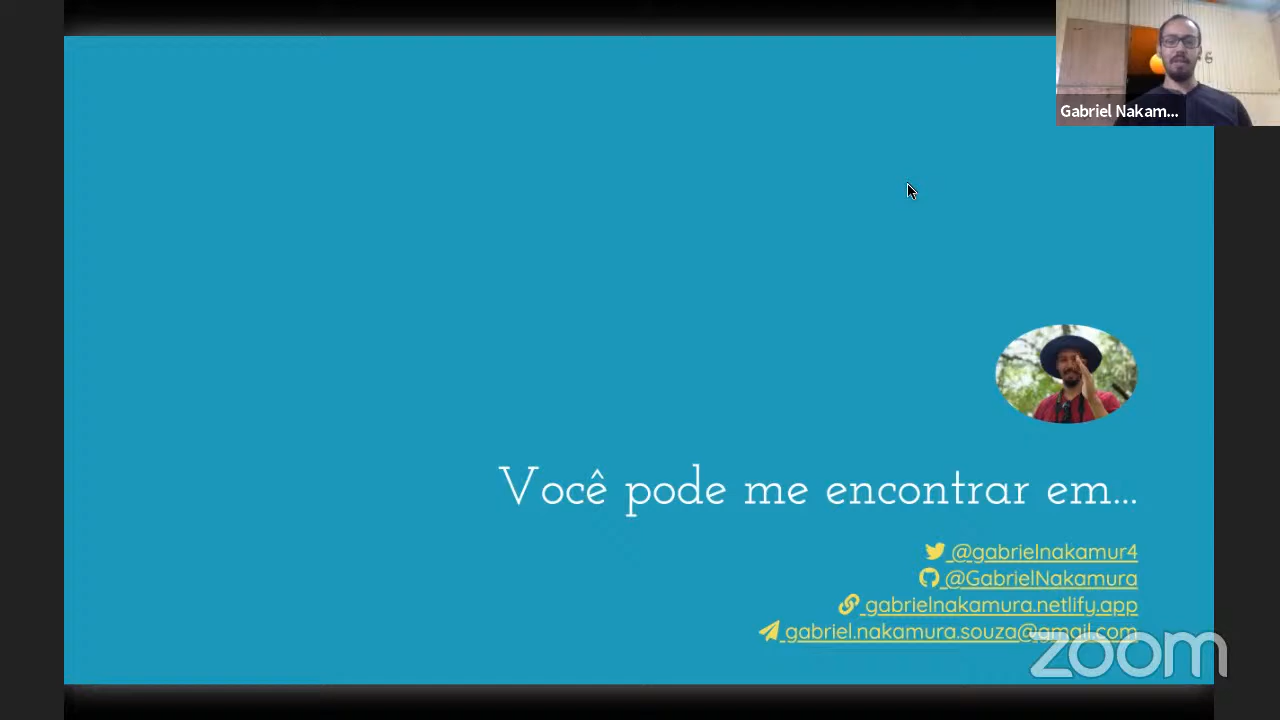 Gabriel Nakam...
Você pode me encontrar em...
@gabrielnakamur4
@GabrielNakamura
gabrielnakamura.netlify.app
gabriel.nakamura.souza@gmail.com
zoom